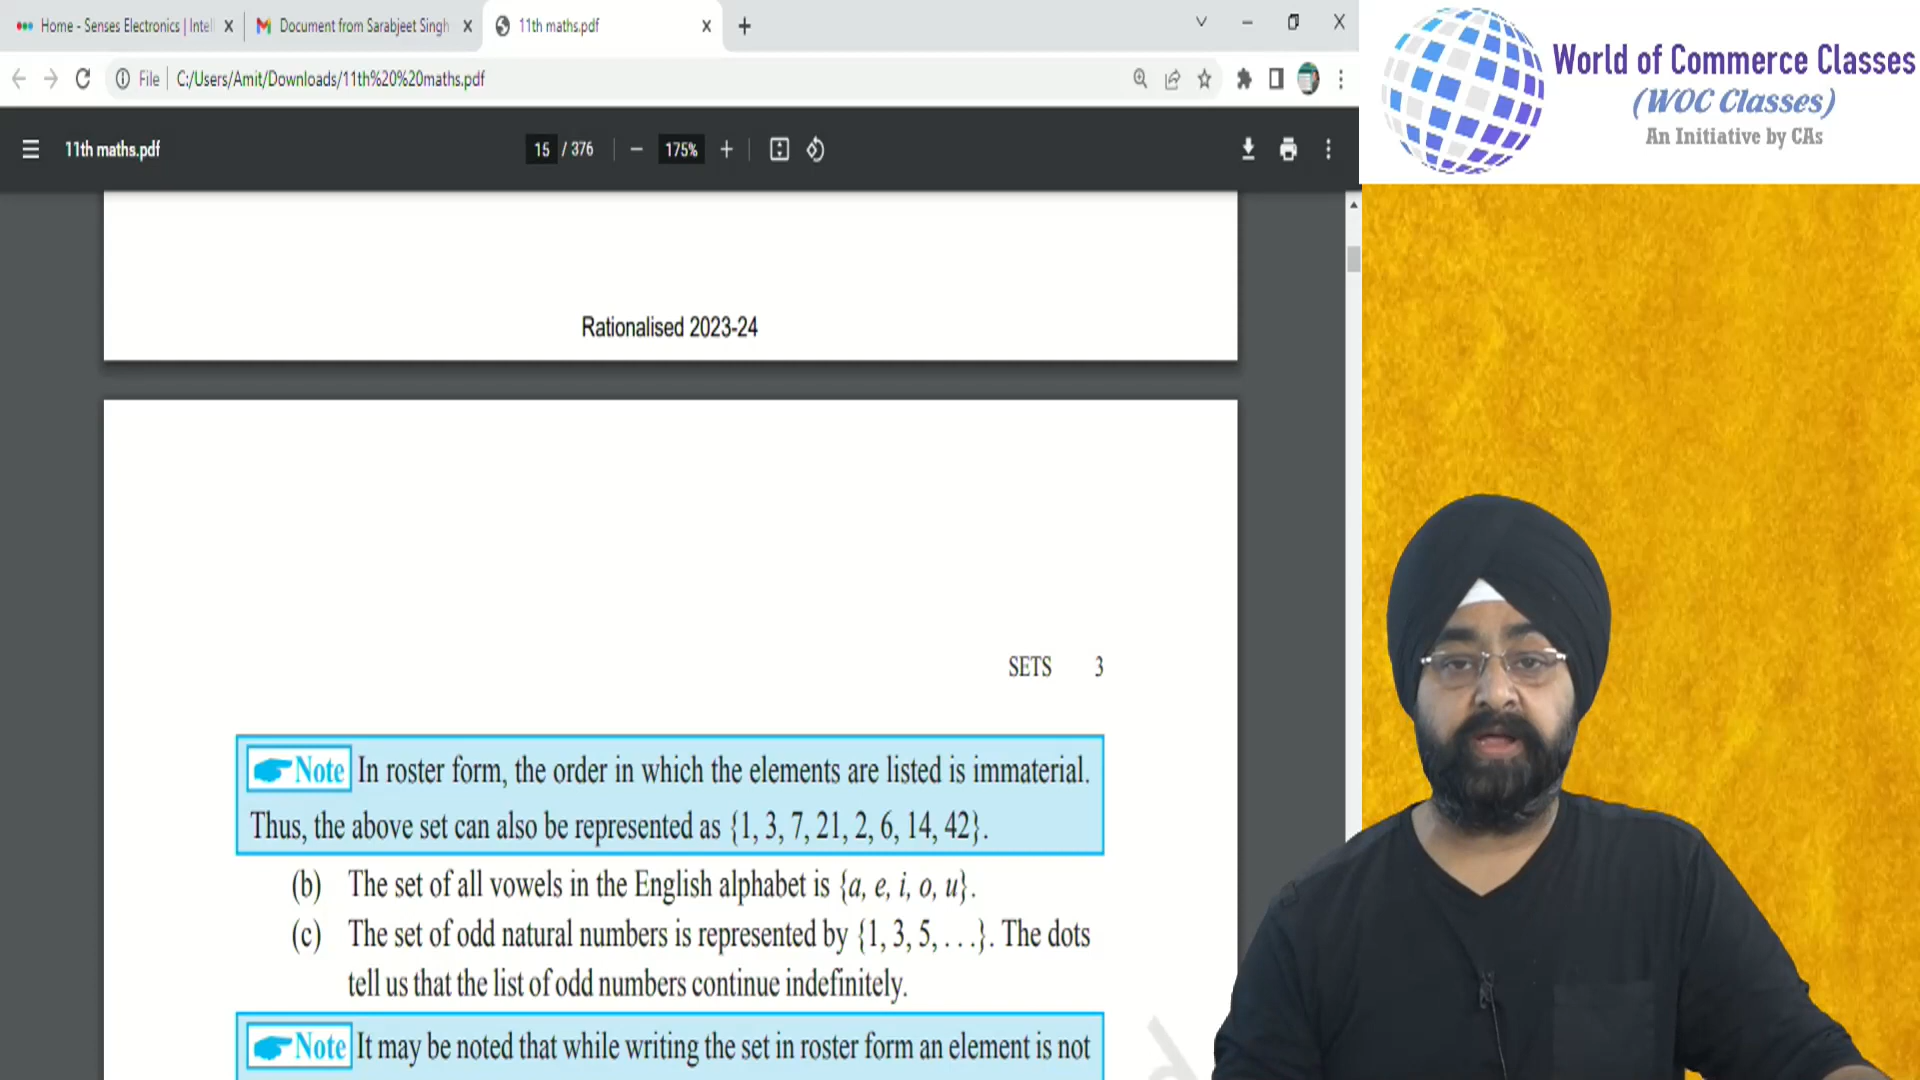 Home - Senses Electronics | Intel
Document from Sarabjeet Singh
11th maths.pdf
File
C:/Users/Amit/Downloads/11th%20%20maths.pdf
11th maths.pdf
15 / 376
175%
World of Commerce Classes
(WOC Classes)
An Initiative by CAs
Rationalised 2023-24
SETS 3
Note In roster form, the order in which the elements are listed is immaterial.
Thus, the above set can also be represented as {1, 3, 7, 21, 2, 6, 14, 42}.
(b) The set of all vowels in the English alphabet is {a, e, i, o, u}.
(c) The set of odd natural numbers is represented by {1, 3, 5, . . .}. The dots
tell us that the list of odd numbers continue indefinitely.
Note It may be noted that while writing the set in roster form an element is not